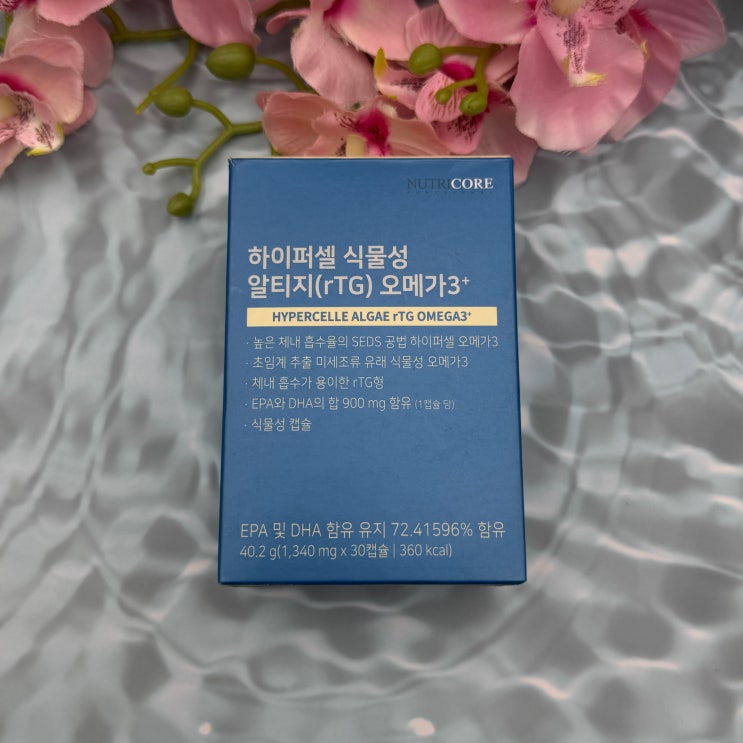 NUTRICORE
하이퍼셀 식물성
알티지(rTG) 오메가3⁺
HYPERCELLE ALGAE rTG OMEGA3⁺
· 높은 체내 흡수율의 SEDS 공법 하이퍼셀 오메가3
· 초임계 추출 미세조류 유래 식물성 오메가3
· 체내 흡수가 용이한 rTG형
· EPA와 DHA의 합 900 mg 함유 (1캡슐 당)
· 식물성 캡슐
EPA 및 DHA 함유 유지 72.41596% 함유
40.2 g(1,340 mg x 30캡슐 | 360 kcal)